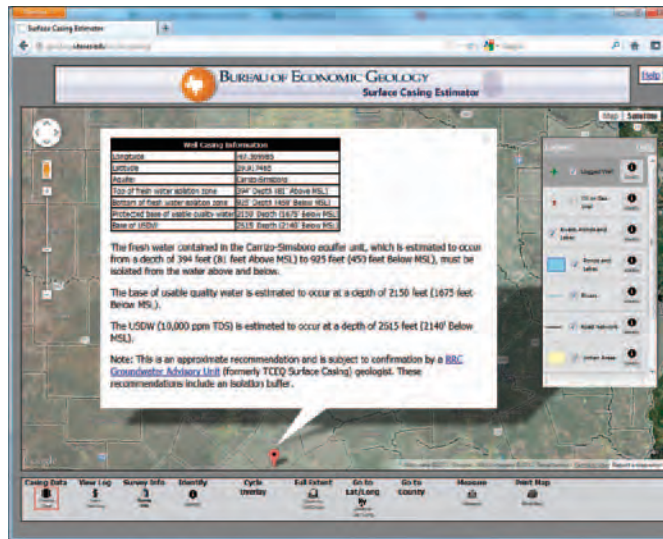 Surface Casing Estimator
BUREAU OF ECONOMIC GEOLOGY
Surface Casing Estimator
Help
Map
Satellite
Well Casing Information
Longitude
Latitude
Aquifer
Carrizo-Simsboro
Top of fresh water isolation zone
394' Depth (81' Above MSL)
Bottom of fresh water isolation zone
Protected base of usable quality water
2150' Depth (1675' Below MSL)
Base of USDW
2615' Depth (2140' Below MSL)
The fresh water contained in the Carrizo-Simsboro aquifer unit, which is estimated to occur
from a depth of 394 feet (81 feet Above MSL) to 925 feet (450 feet Below MSL), must be
isolated from the water above and below.
The base of usable quality water is estimated to occur at a depth of 2150 feet (1675 feet
Below MSL).
The USDW (10,000 ppm TDS) is estimated to occur at a depth of 2615 feet (2140' Below
MSL).
Note: This is an approximate recommendation and is subject to confirmation by a RRC
Groundwater Advisory Unit (formerly TCEQ Surface Casing) geologist. These
recommendations include an isolation buffer.
Logged Well
Ponds and
Lakes
Rivers
Road Network
Urban Areas
Casing Data
View Log
Survey Info
Identify
Cycle
Overlay
Full Extent
Go to
Lat/Long
Go to
County
Measure
Print Map